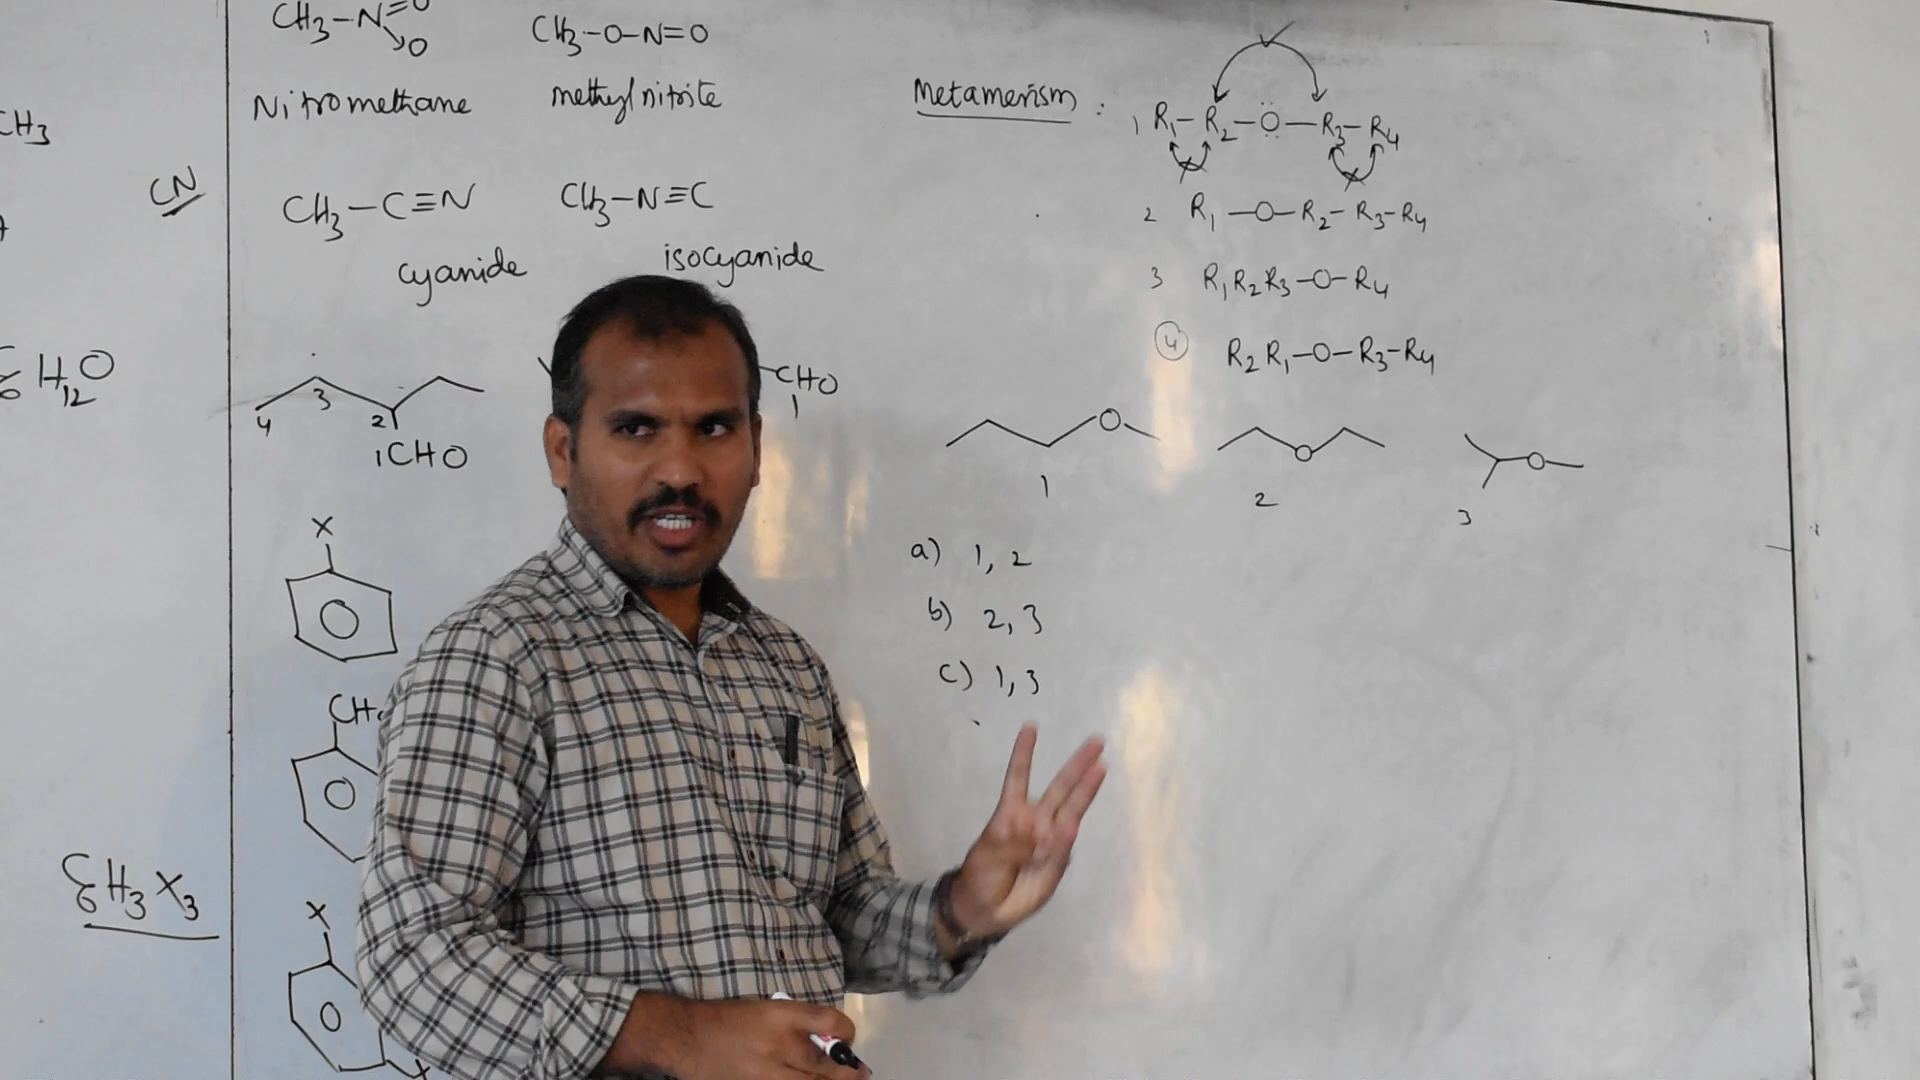 CH3-N=O
O
CH3-O-N=O
Nitromethane
methyl nitrite
CH3
CN
CH3-C≡N
CH3-N≡C
cyanide
isocyanide
C6H12O
4 3 2
1CHO
CHO
1
X
CH
C6H3X3
X
X
Metamerism :
1 R1-R2-O-R3-R4
2 R1-O-R2-R3-R4
3 R1R2R3-O-R4
4 R2R1-O-R3-R4
O
O
O
1
2
3
a) 1, 2
b) 2, 3
c) 1, 3